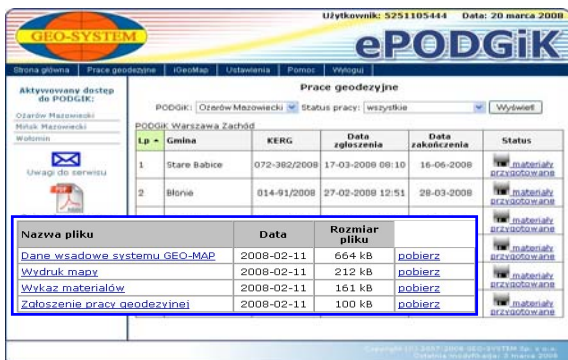 Użytkownik: 5251105444 Data: 20 marca 2008
GEO-SYSTEM
ePODGiK
Strona główna Prace geodezyjne iGeoMap Ustawienia Pomoc Wyloguj
Aktywowany dostęp do PODGiK:
Ożarów Mazowiecki
Mińsk Mazowiecki
Wołomin
Uwagi do serwisu
Prace geodezyjne
PODGiK: Ożarów Mazowiecki Status pracy: wszystkie Wyświetl
PODGiK Warszawa Zachód
Lp Gmina KERG Data zgłoszenia Data zakończenia Status
1 Stare Babice 072-382/2008 17-03-2008 08:10 16-06-2008 materiały przygotowane
2 Błonie 014-91/2008 27-02-2008 12:51 28-03-2008 materiały przygotowane
materiały przygotowane
materiały przygotowane
materiały przygotowane
materiały przygotowane
Nazwa pliku Data Rozmiar pliku
Dane wsadowe systemu GEO-MAP 2008-02-11 664 kB pobierz
Wydruk mapy 2008-02-11 212 kB pobierz
Wykaz materiałów 2008-02-11 161 kB pobierz
Zgłoszenie pracy geodezyjnej 2008-02-11 100 kB pobierz